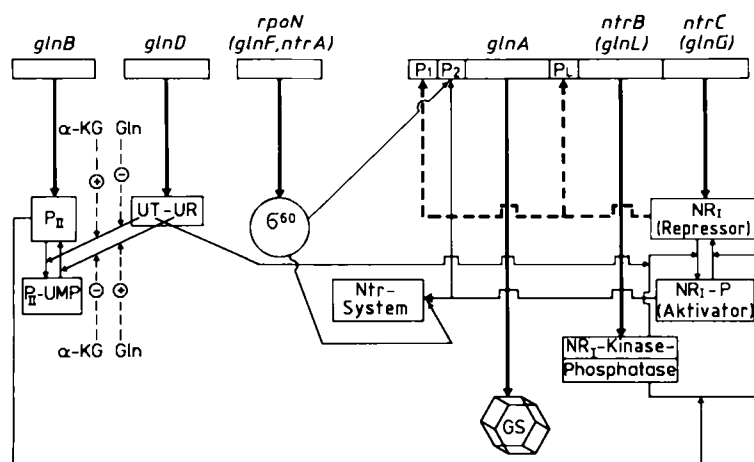 glnB
glnD
rpoN
(glnF,ntrA)
glnA
ntrB
(glnL)
ntrC
(glnG)
P1
P2
PL
α-KG
Gln
+
−
PII
UT-UR
6⁶⁰
NRI
(Repressor)
PII-UMP
−
+
α-KG
Gln
Ntr-
System
NRI-P
(Aktivator)
NRI-Kinase-
Phosphatase
GS